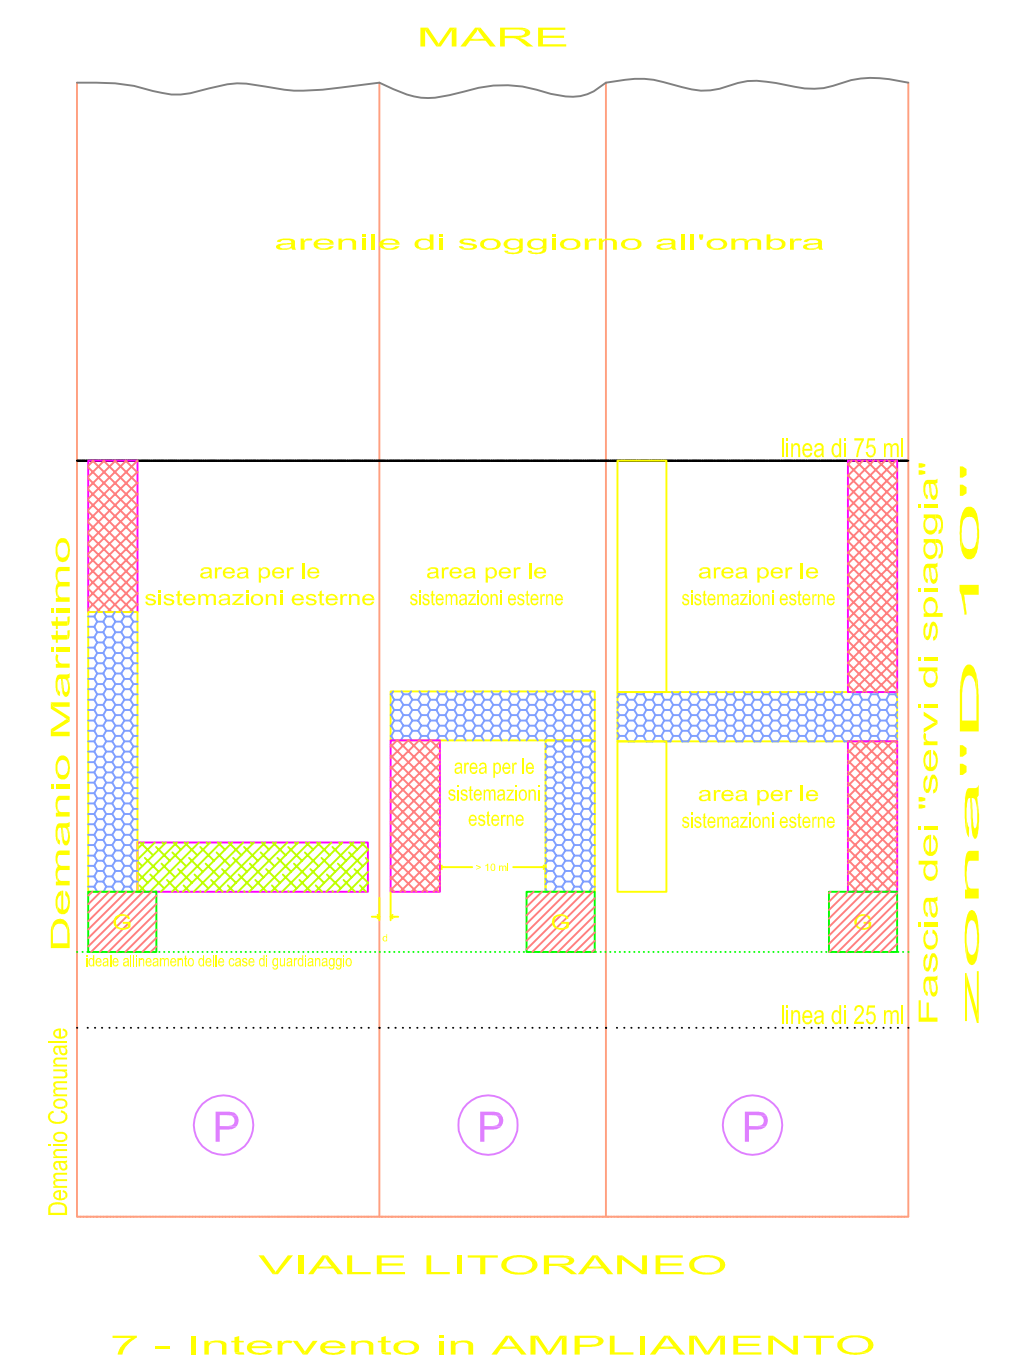 MARE
arenile di soggiorno all'ombra
linea di 75 ml
Fascia dei "servi di spiaggia"
zona "D 10"
Demanio Marittimo
area per le
sistemazioni esterne
area per le
sistemazioni esterne
area per le
sistemazioni esterne
area per le
sistemazioni
esterne
area per le
sistemazioni esterne
> 10 ml
G
G
G
d
ideale allineamento delle case di guardianaggio
linea di 25 ml
Demanio Comunale
P
P
P
VIALE LITORANEO
7 - Intervento in AMPLIAMENTO